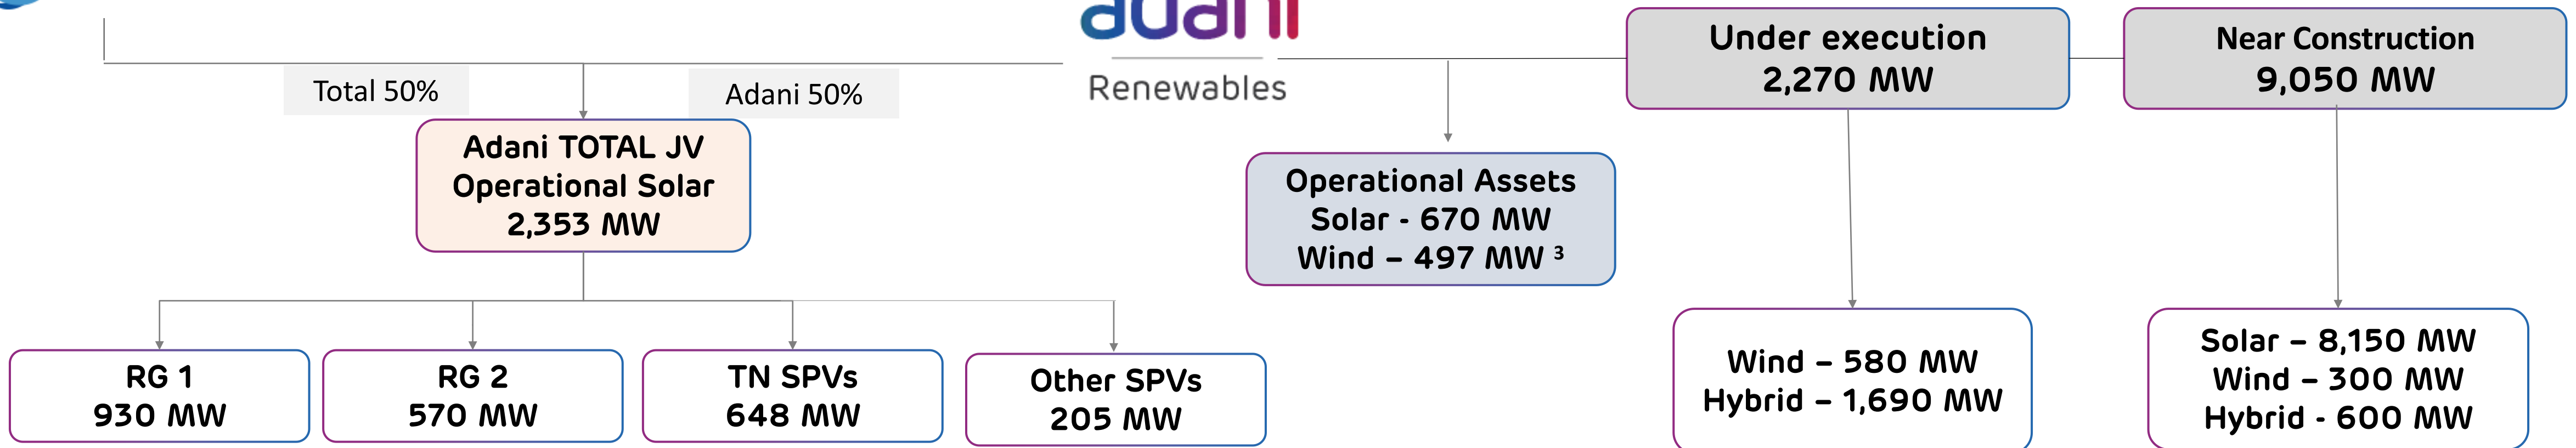 adani
Renewables
Total 50%
Adani 50%
Under execution
2,270 MW
Near Construction
9,050 MW
Adani TOTAL JV
Operational Solar
2,353 MW
Operational Assets
Solar - 670 MW
Wind – 497 MW ³
RG 1
930 MW
RG 2
570 MW
TN SPVs
648 MW
Other SPVs
205 MW
Wind – 580 MW
Hybrid – 1,690 MW
Solar – 8,150 MW
Wind – 300 MW
Hybrid - 600 MW